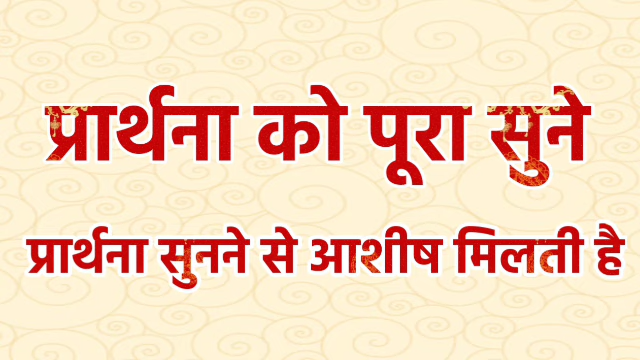 प्रार्थना को पूरा सुने
प्रार्थना सुनने से आशीष मिलती है